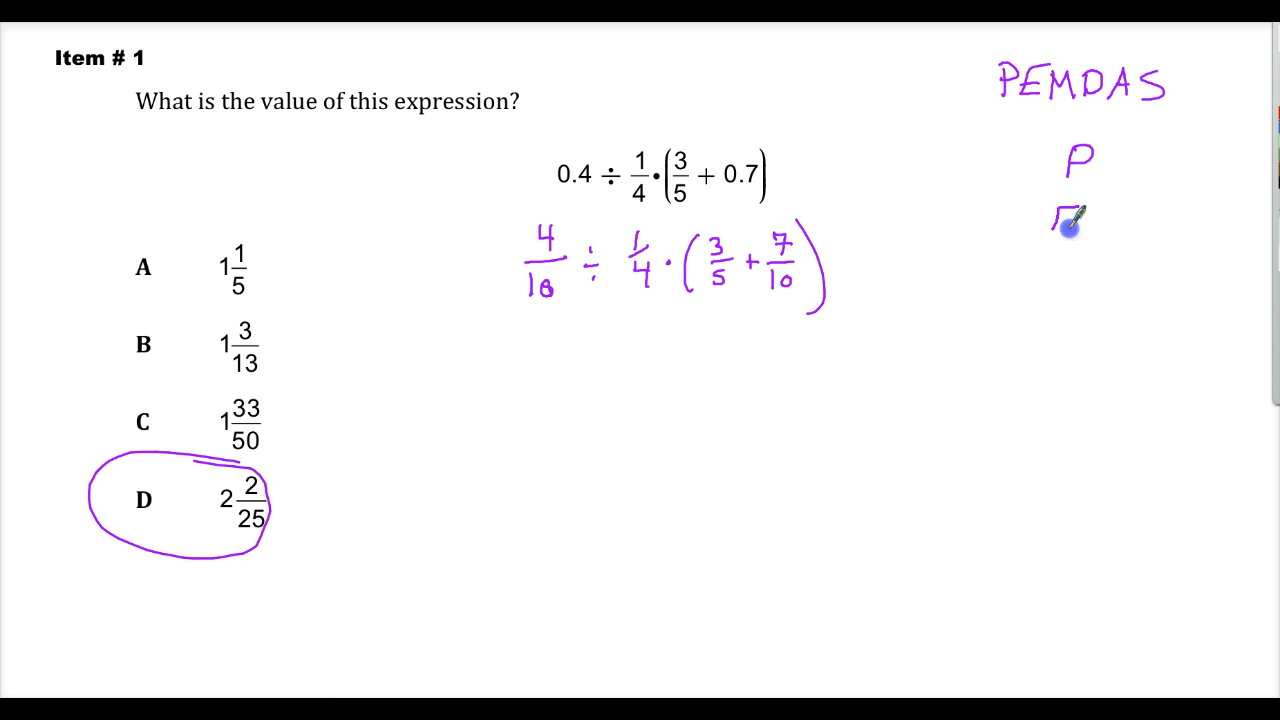 Item # 1
PEMDAS
What is the value of this expression?
0.4 ÷ 1/4 • (3/5 + 0.7)
P
4/10 ÷ 1/4 • (3/5 + 7/10)
A 1 1/5
B 1 3/13
C 1 33/50
D 2 2/25